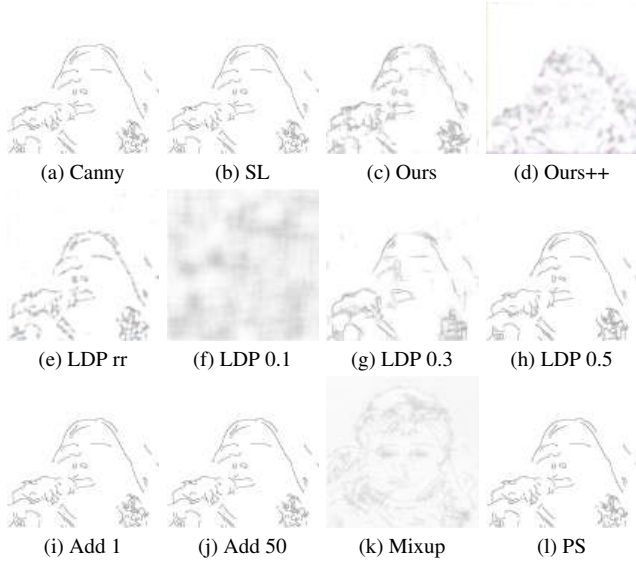 (a) Canny (b) SL (c) Ours (d) Ours++
(e) LDP rr (f) LDP 0.1 (g) LDP 0.3 (h) LDP 0.5
(i) Add 1 (j) Add 50 (k) Mixup (l) PS